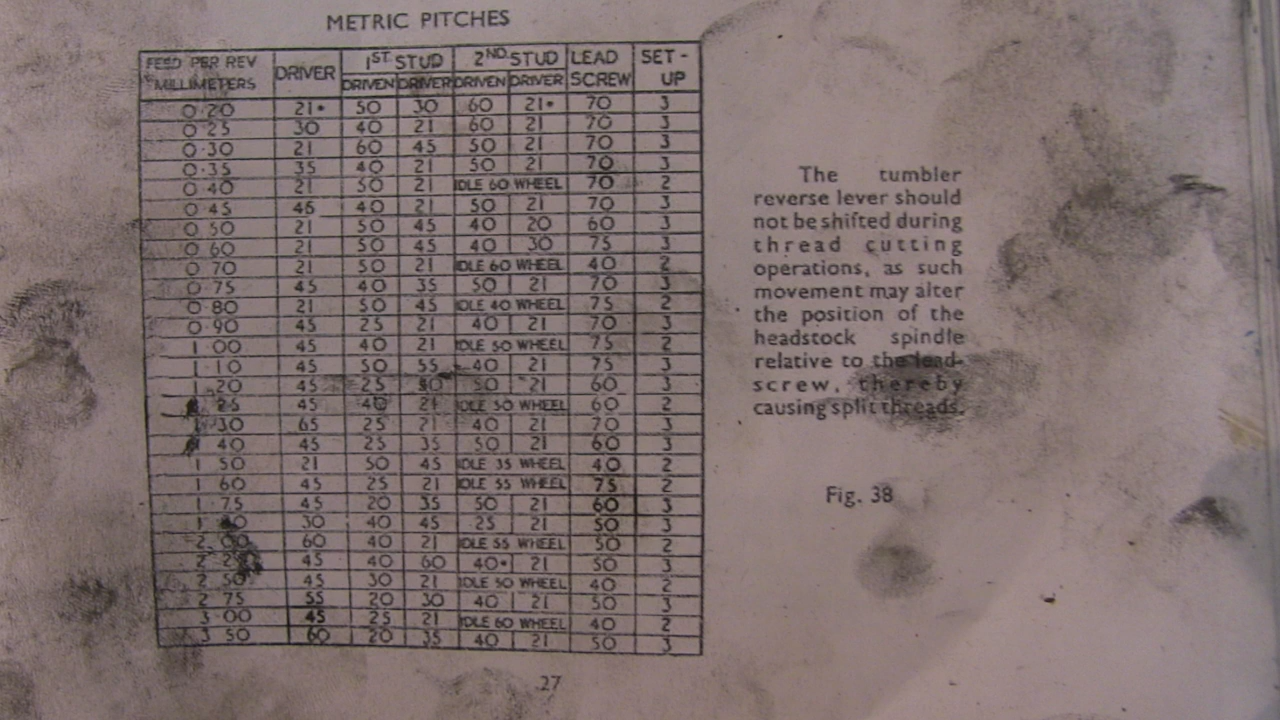 METRIC PITCHES
FEED PER REV MILLIMETERS DRIVER 1ST STUD DRIVEN DRIVER 2ND STUD DRIVEN DRIVER LEAD SCREW SET-UP
0·20 21• 50 30 60 21• 70 3
0·25 30 40 21 60 21 70 3
0·30 21 60 45 50 21 70 3
0·35 35 40 21 50 21 70 3
0·40 21 50 21 IDLE 60 WHEEL 70 2
0·45 45 40 21 50 21 70 3
0·50 21 50 45 40 20 60 3
0·60 21 50 45 40 30 75 3
0·70 21 50 21 IDLE 60 WHEEL 40 2
0·75 45 40 35 50 21 70 3
0·80 21 50 45 IDLE 40 WHEEL 75 2
0·90 45 25 21 40 21 70 3
1·00 45 40 21 IDLE 50 WHEEL 75 2
1·10 45 50 55 40 21 75 3
1·20 45 25 50 21 60 3
25 45 40 21 IDLE 50 WHEEL 60 2
1·30 65 25 21 40 21 70 3
40 45 25 35 50 21 60 3
1 50 21 50 45 IDLE 35 WHEEL 40 2
1 60 45 25 21 IDLE 55 WHEEL 75 2
1 75 45 20 35 50 21 60 3
1 30 40 45 25 21 50 3
2·00 60 40 21 IDLE 55 WHEEL 50 2
2 45 40 60 40• 21 50 3
2 50 45 30 21 IDLE 50 WHEEL 40 2
2 75 55 20 30 40 21 50 3
3·00 45 25 21 IDLE 60 WHEEL 40 2
3 50 60 20 35 40 21 50 3
The tumbler
reverse lever should
not be shifted during
thread cutting
operations, as such
movement may alter
the position of the
headstock spindle
relative to the lead-
screw, thereby
causing split threads.
Fig. 38
27